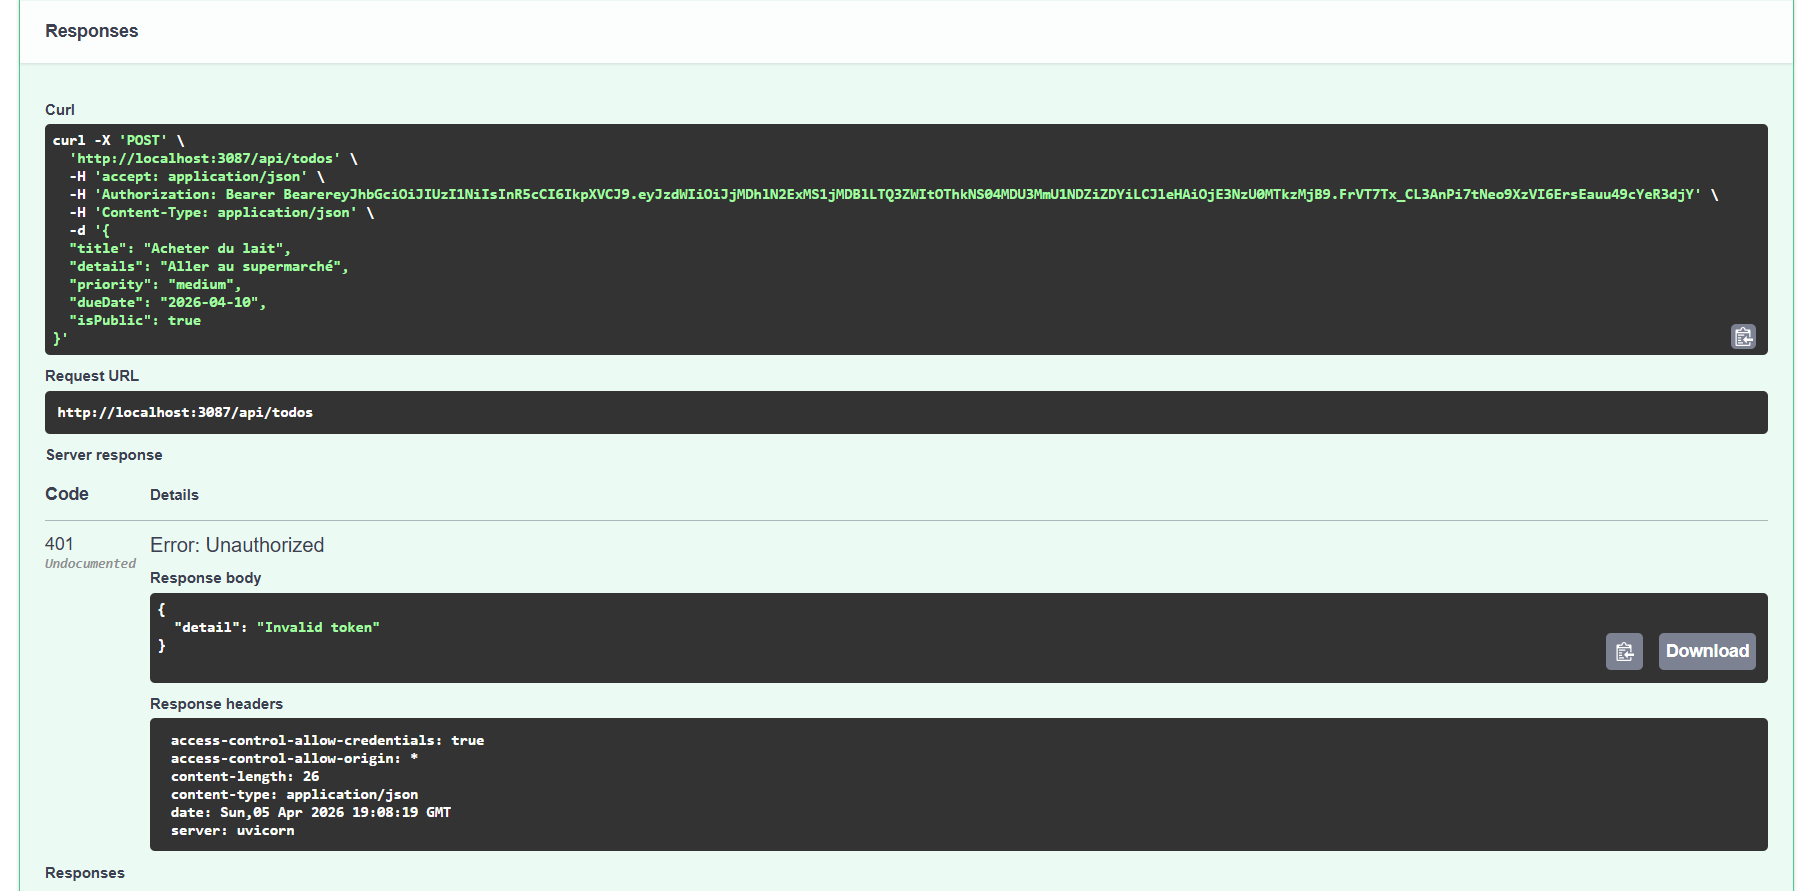 Responses
Curl
curl -X 'POST' \
  'http://localhost:3087/api/todos' \
  -H 'accept: application/json' \
  -H 'Authorization: Bearer BearereyJhbGciOiJIUzI1NiIsInR5cCI6IkpXVCJ9.eyJzdWIiOiJjMDhlN2ExMS1jMDBlLTQ3ZWItOThkNS04MDU3MmU1NDZiZDYiLCJleHAiOjE3NzU0MTkzMjB9.FrVT7Tx_CL3AnPi7tNeo9XzVI6ErsEauu49cYeR3djY' \
  -H 'Content-Type: application/json' \
  -d '{
  "title": "Acheter du lait",
  "details": "Aller au supermarché",
  "priority": "medium",
  "dueDate": "2026-04-10",
  "isPublic": true
}'
Request URL
http://localhost:3087/api/todos
Server response
Code Details
401 Error: Unauthorized
Undocumented
Response body
{
  "detail": "Invalid token"
}
Download
Response headers
access-control-allow-credentials: true
access-control-allow-origin: *
content-length: 26
content-type: application/json
date: Sun,05 Apr 2026 19:08:19 GMT
server: uvicorn
Responses